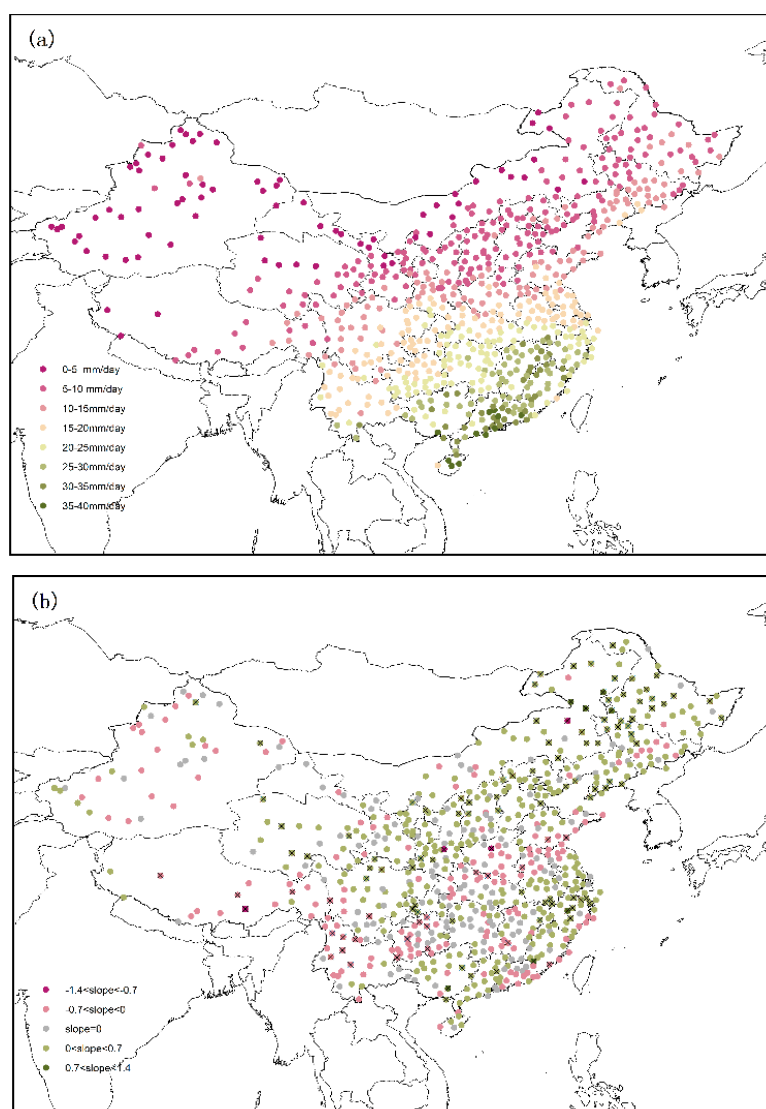 (a)
0-5 mm/day
5-10 mm/day
10-15mm/day
15-20mm/day
20-25mm/day
25-30mm/day
30-35mm/day
35-40mm/day
(b)
-1.4<slope<-0.7
-0.7<slope<0
slope=0
0<slope<0.7
0.7<slope<1.4